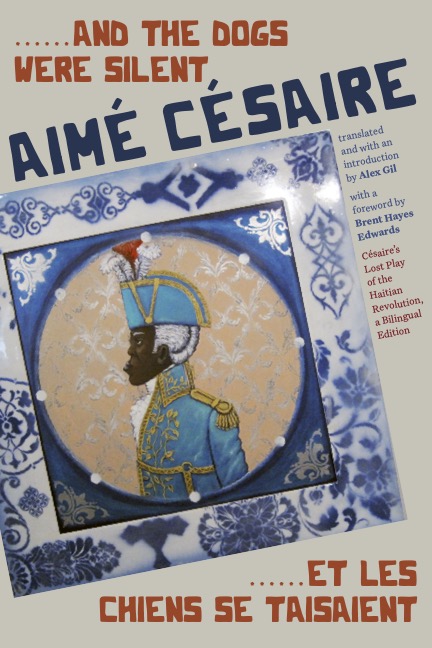 ......AND THE DOGS
WERE SILENT
AIMÉ CÉSAIRE
translated
and with an
introduction
by Alex Gil
with a
foreword by
Brent Hayes
Edwards
Césaire's
Lost Play
of the
Haitian
Revolution,
a Bilingual
Edition
......ET LES
CHIENS SE TAISAIENT